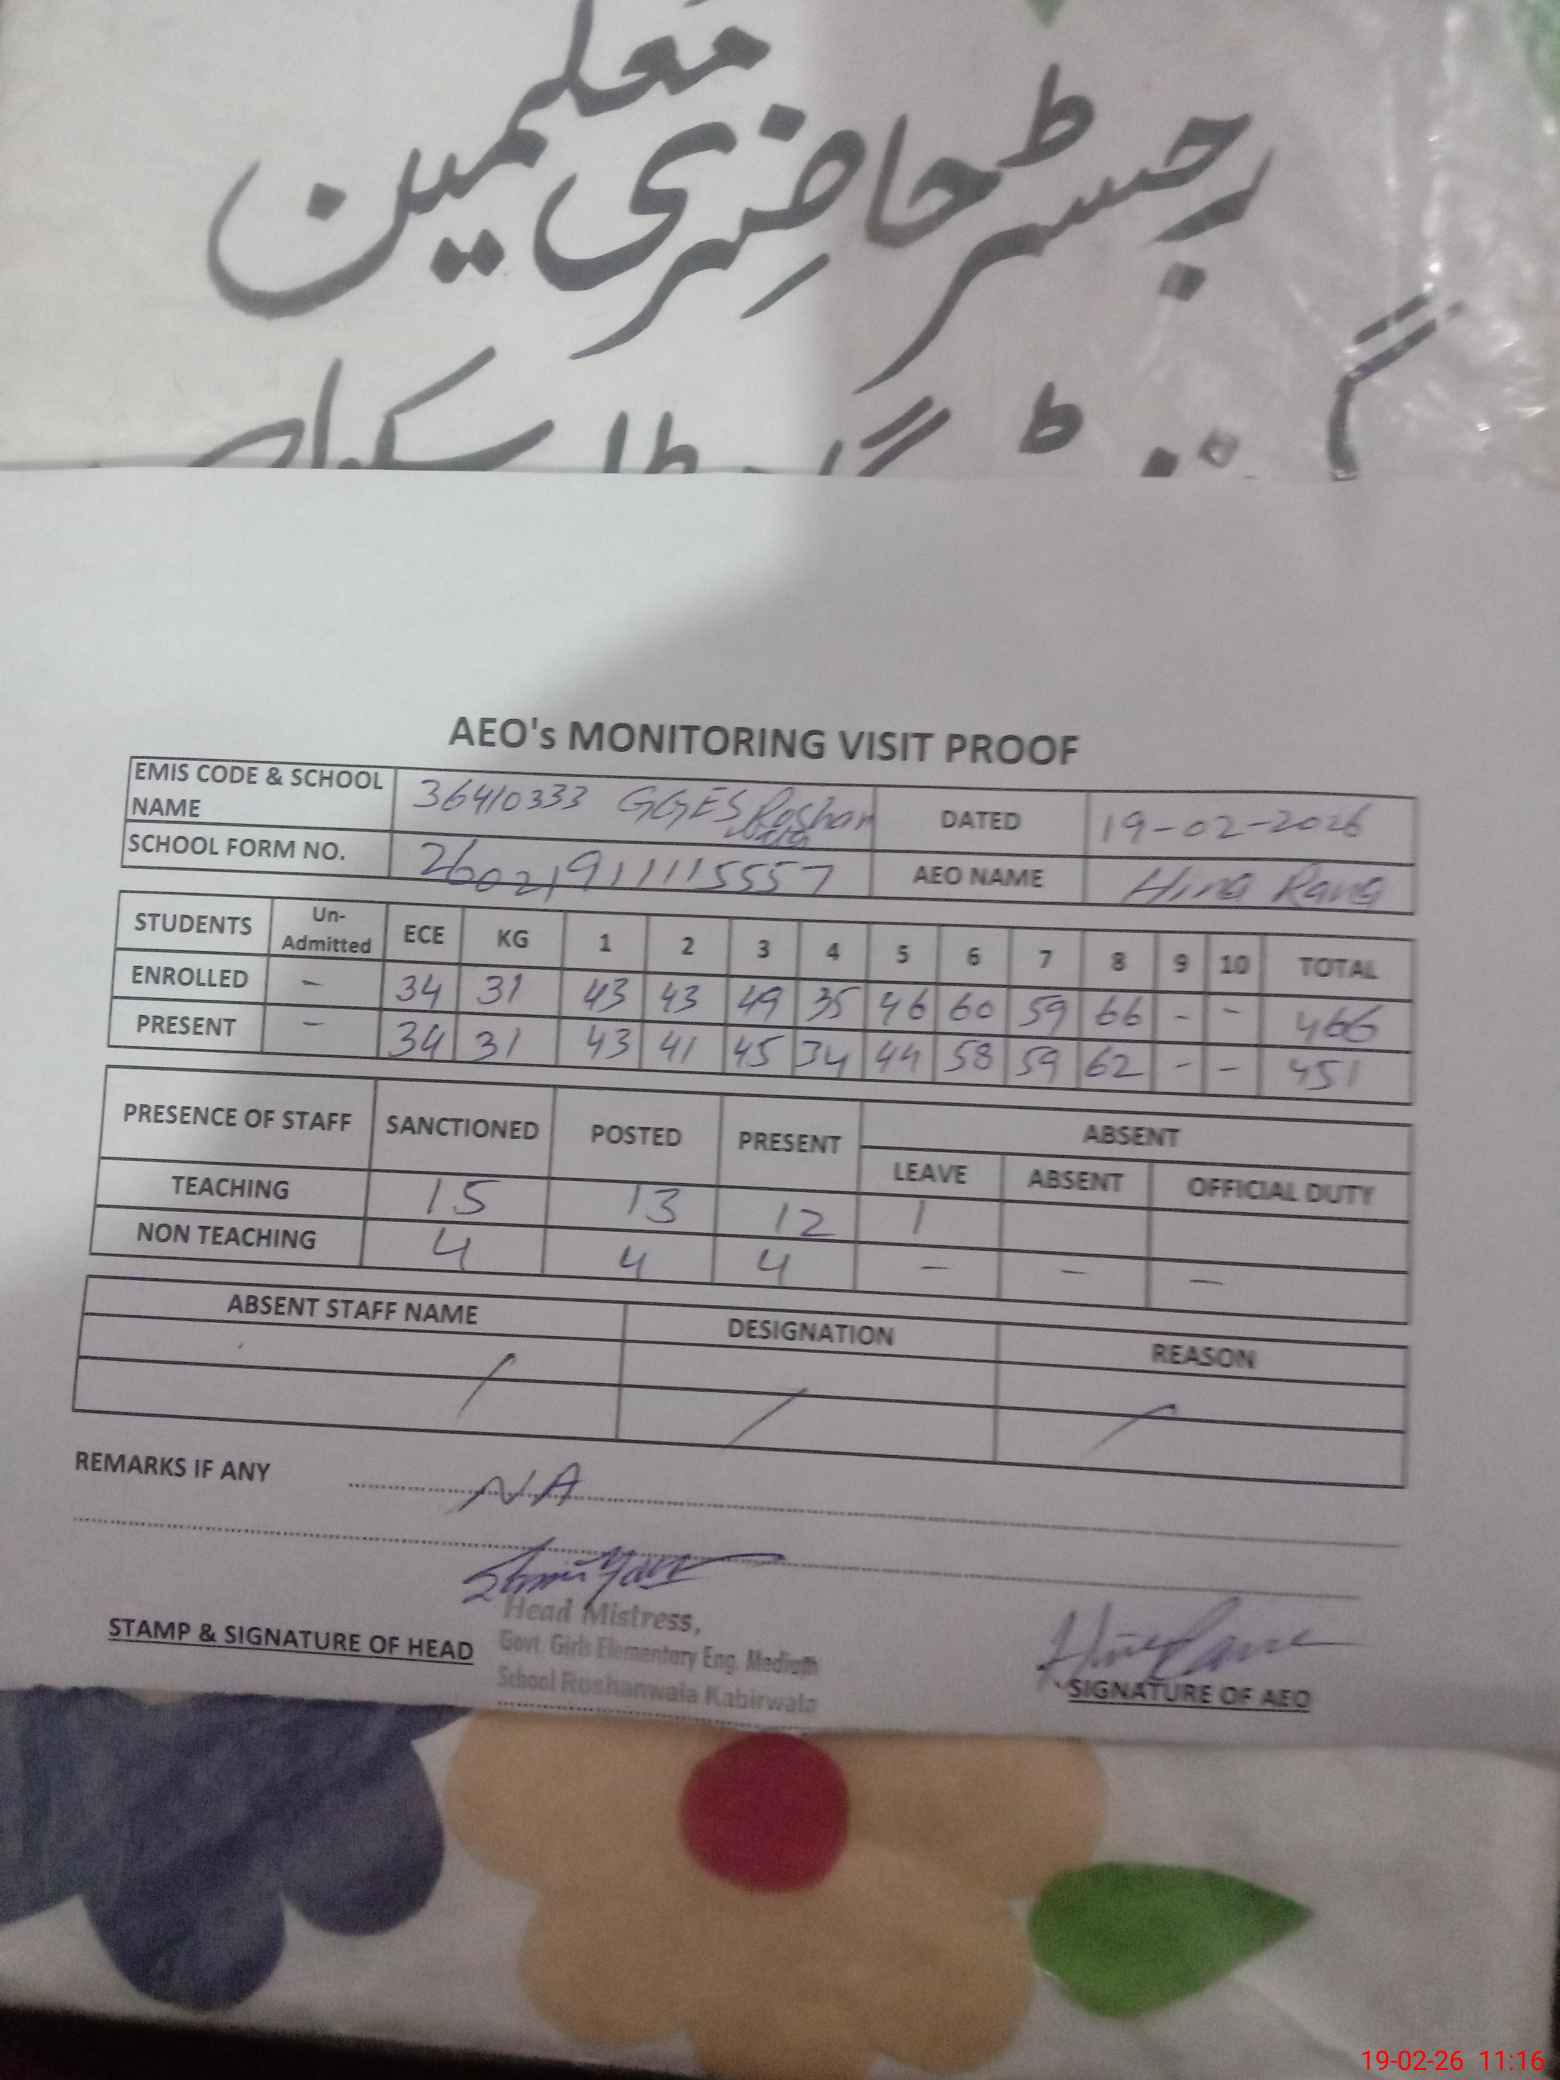 معلمین
رجسٹر حاضری
AEO's MONITORING VISIT PROOF
EMIS CODE & SCHOOL NAME 36410333 GGES Roshan wala DATED 19-02-2026
SCHOOL FORM NO. 260219111115557 AEO NAME Hina Rana
STUDENTS Un-Admitted ECE KG 1 2 3 4 5 6 7 8 9 10 TOTAL
ENROLLED - 34 31 43 43 49 35 46 60 59 66 - - 466
PRESENT - 34 31 43 41 45 34 44 58 59 62 - - 451
PRESENCE OF STAFF SANCTIONED POSTED PRESENT ABSENT
LEAVE ABSENT OFFICIAL DUTY
TEACHING 15 13 12 1
NON TEACHING 4 4 4 - - -
ABSENT STAFF NAME DESIGNATION REASON
/ / /
REMARKS IF ANY NA
STAMP & SIGNATURE OF HEAD
Head Mistress,
Govt. Girls Elementary Eng. Medium
School Roshanwala Kabirwala
SIGNATURE OF AEO
19-02-26 11:16